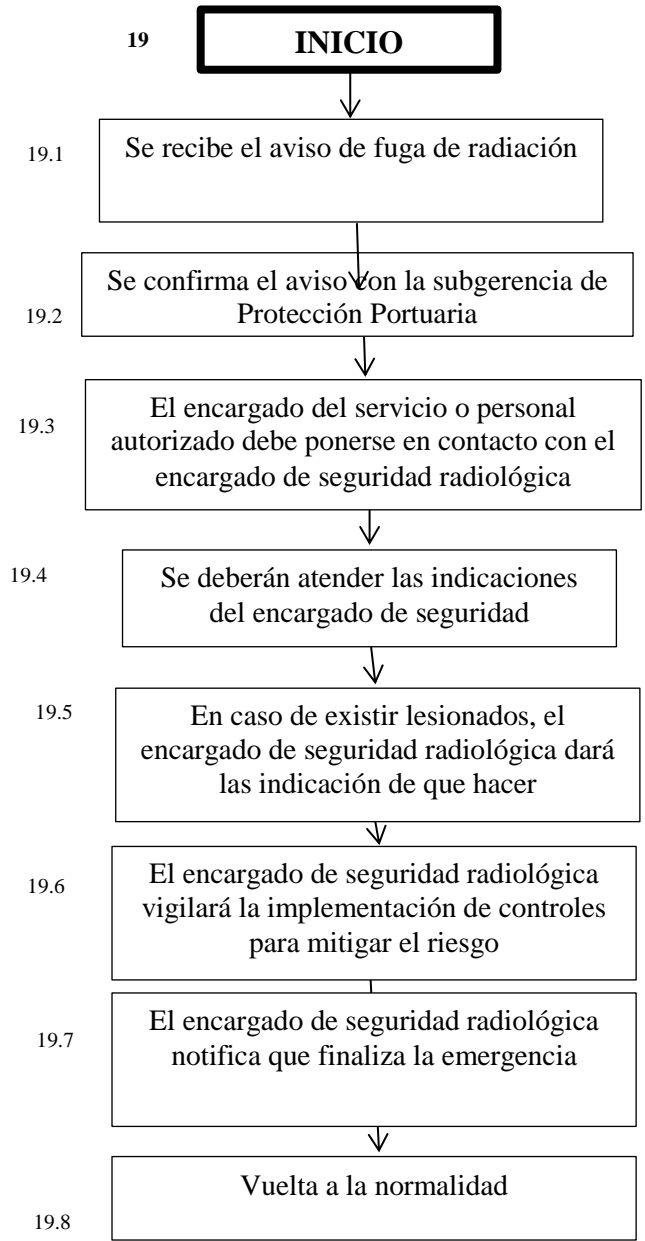 19 INICIO
19.1 Se recibe el aviso de fuga de radiación
Se confirma el aviso con la subgerencia de
19.2 Protección Portuaria
El encargado del servicio o personal
19.3 autorizado debe ponerse en contacto con el
encargado de seguridad radiológica
19.4 Se deberán atender las indicaciones
del encargado de seguridad
19.5 En caso de existir lesionados, el
encargado de seguridad radiológica dará
las indicación de que hacer
19.6 El encargado de seguridad radiológica
vigilará la implementación de controles
para mitigar el riesgo
El encargado de seguridad radiológica
19.7 notifica que finaliza la emergencia
Vuelta a la normalidad
19.8